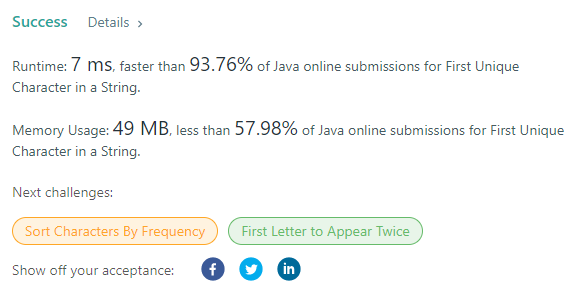 Success Details >
Runtime: 7 ms, faster than 93.76% of Java online submissions for First Unique
Character in a String.
Memory Usage: 49 MB, less than 57.98% of Java online submissions for First Unique
Character in a String.
Next challenges:
Sort Characters By Frequency First Letter to Appear Twice
Show off your acceptance: f in